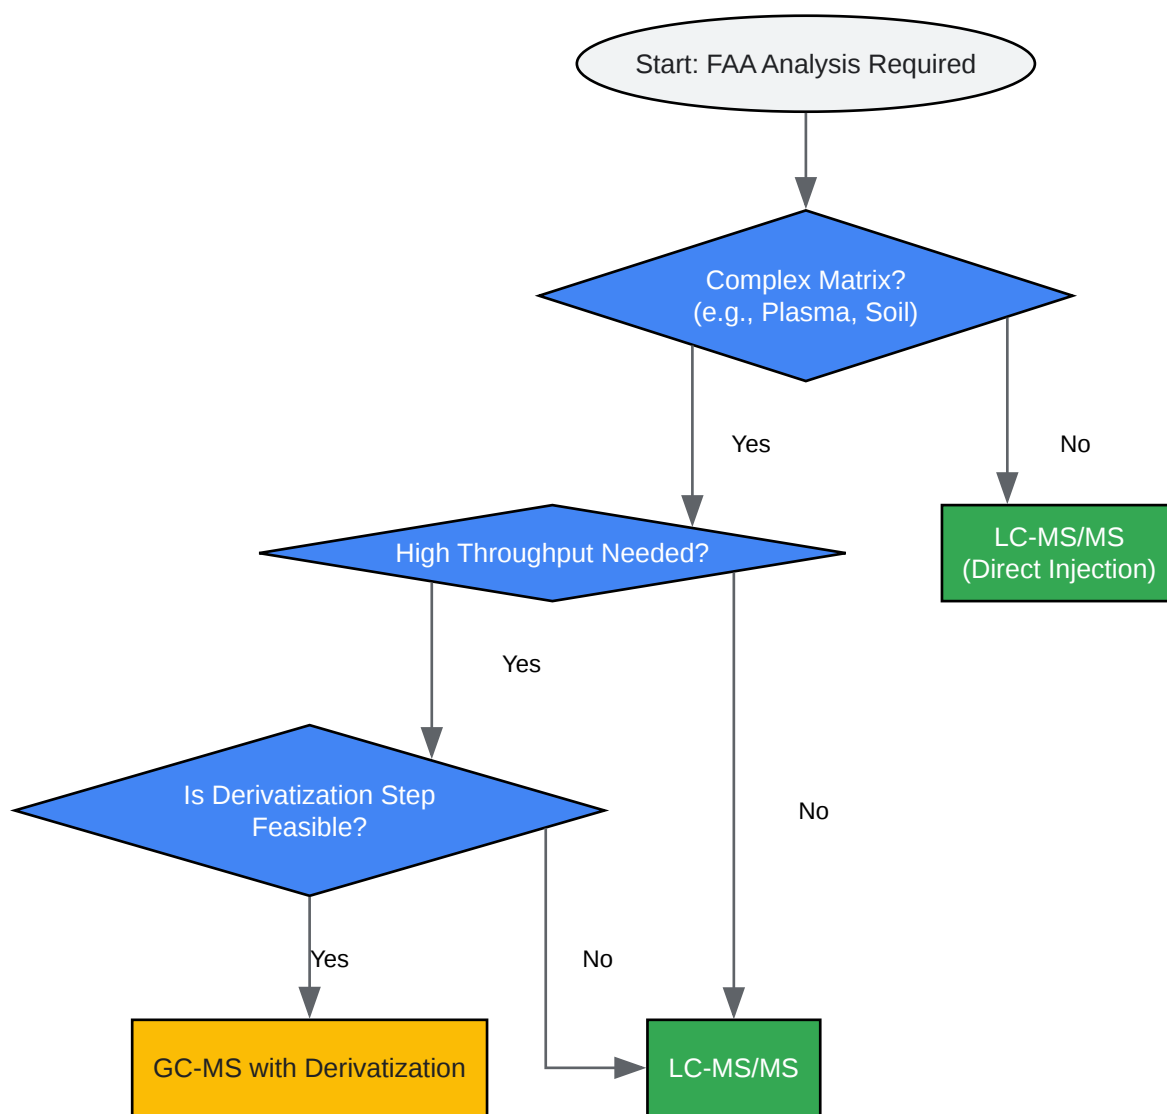 Start: FAA Analysis Required
Complex Matrix?
(e.g., Plasma, Soil)
Yes
No
LC-MS/MS
(Direct Injection)
High Throughput Needed?
Yes
No
Is Derivatization Step
Feasible?
Yes
No
GC-MS with Derivatization
LC-MS/MS